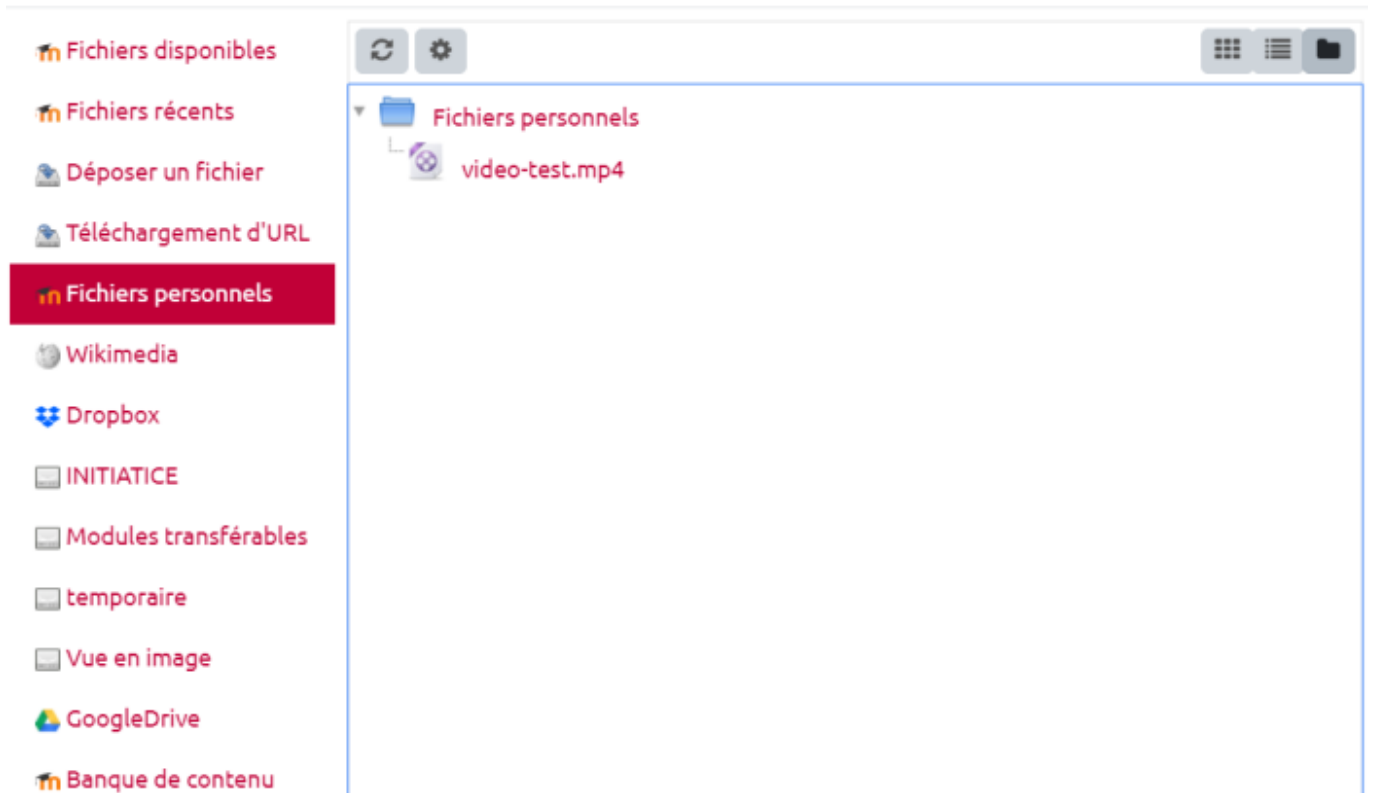 Fichiers disponibles
Fichiers récents
Déposer un fichier
Téléchargement d'URL
Fichiers personnels
Wikimedia
Dropbox
INITIATICE
Modules transférables
temporaire
Vue en image
GoogleDrive
Banque de contenu
Fichiers personnels
video-test.mp4